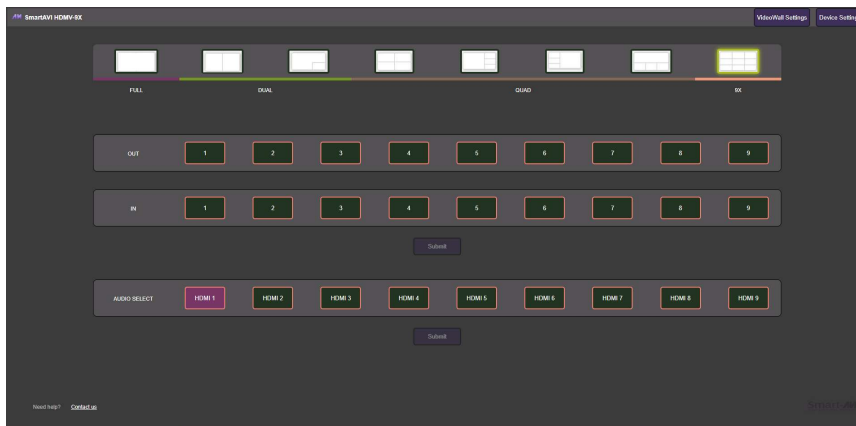 SmartAVI HDMV-9X
VideoWall Settings
Device Setting
FULL
DUAL
QUAD
9X
OUT 1 2 3 4 5 6 7 8 9
IN 1 2 3 4 5 6 7 8 9
Submit
AUDIO SELECT HDMI 1 HDMI 2 HDMI 3 HDMI 4 HDMI 5 HDMI 6 HDMI 7 HDMI 8 HDMI 9
Submit
Need help? Contact us